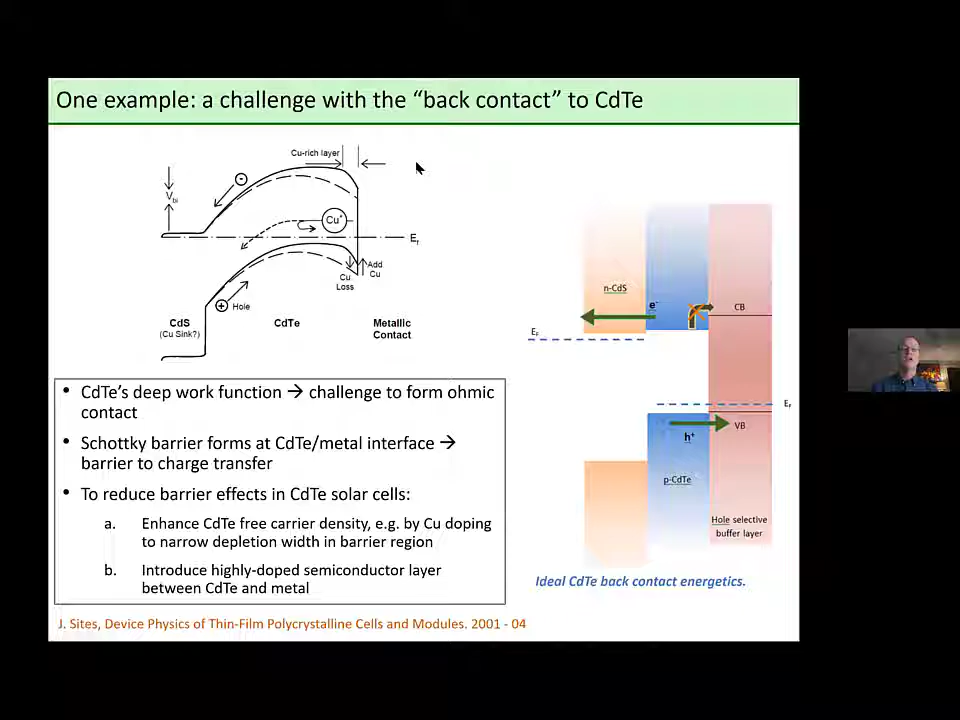 One example: a challenge with the “back contact” to CdTe
Cu-rich layer
-
Vbi
Cu+
Ef
Add
Cu
Cu
Loss
+ Hole
CdS
(Cu Sink?)
CdTe
Metallic
Contact
n-CdS
e-
CB
EF
EF
h+
VB
p-CdTe
Hole selective
buffer layer
Ideal CdTe back contact energetics.
• CdTe’s deep work function → challenge to form ohmic
contact
• Schottky barrier forms at CdTe/metal interface →
barrier to charge transfer
• To reduce barrier effects in CdTe solar cells:
a. Enhance CdTe free carrier density, e.g. by Cu doping
to narrow depletion width in barrier region
b. Introduce highly-doped semiconductor layer
between CdTe and metal
J. Sites, Device Physics of Thin-Film Polycrystalline Cells and Modules. 2001 - 04